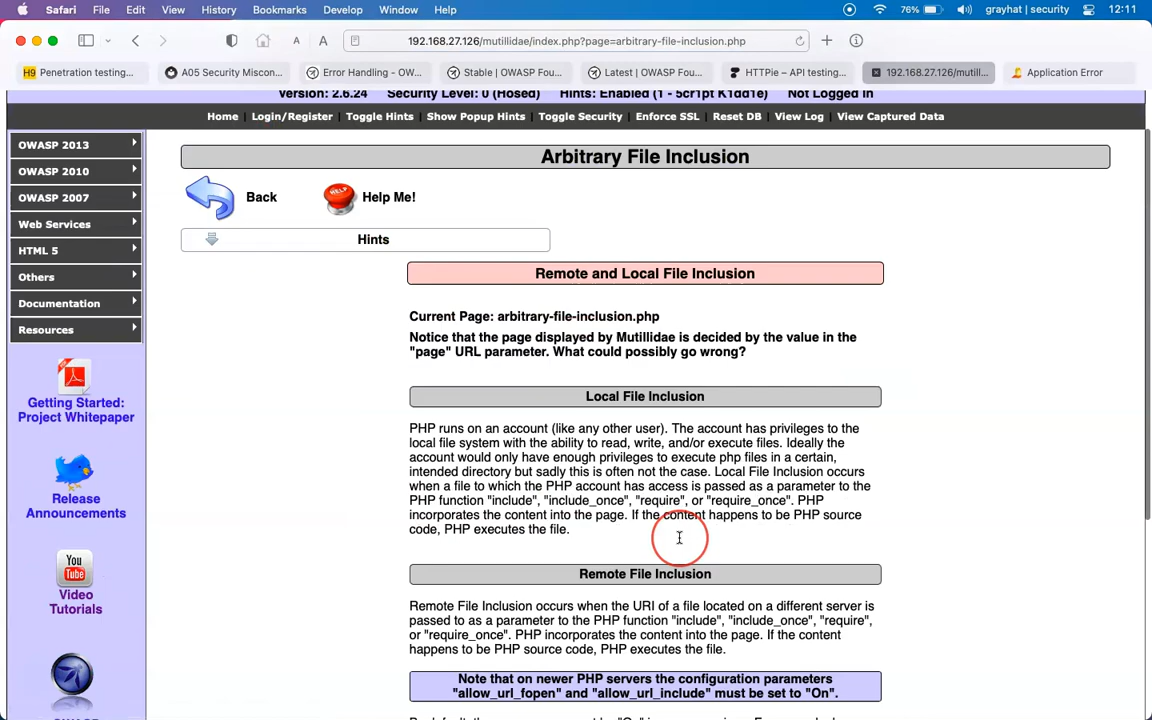 Safari File Edit View History Bookmarks Develop Window Help 76% grayhat | security 12:11
A A 192.168.27.126/mutillidae/index.php?page=arbitrary-file-inclusion.php
H9 Penetration testing... A05 Security Miscon... Error Handling - OW... Stable | OWASP Fou... Latest | OWASP Fou... HTTPie – API testing... 192.168.27.126/mutill... Application Error
Version: 2.6.24 Security Level: 0 (Hosed) Hints: Enabled (1 - 5cr1pt K1dd1e) Not Logged In
Home Login/Register Toggle Hints Show Popup Hints Toggle Security Enforce SSL Reset DB View Log View Captured Data
OWASP 2013
OWASP 2010
OWASP 2007
Web Services
HTML 5
Others
Documentation
Resources
Getting Started:
Project Whitepaper
Release
Announcements
You
Tube
Video
Tutorials
OWASP
Arbitrary File Inclusion
Back HELP Help Me!
Hints
Remote and Local File Inclusion
Current Page: arbitrary-file-inclusion.php
Notice that the page displayed by Mutillidae is decided by the value in the
"page" URL parameter. What could possibly go wrong?
Local File Inclusion
PHP runs on an account (like any other user). The account has privileges to the
local file system with the ability to read, write, and/or execute files. Ideally the
account would only have enough privileges to execute php files in a certain,
intended directory but sadly this is often not the case. Local File Inclusion occurs
when a file to which the PHP account has access is passed as a parameter to the
PHP function "include", "include_once", "require", or "require_once". PHP
incorporates the content into the page. If the content happens to be PHP source
code, PHP executes the file.
Remote File Inclusion
Remote File Inclusion occurs when the URI of a file located on a different server is
passed to as a parameter to the PHP function "include", "include_once", "require",
or "require_once". PHP incorporates the content into the page. If the content
happens to be PHP source code, PHP executes the file.
Note that on newer PHP servers the configuration parameters
"allow_url_fopen" and "allow_url_include" must be set to "On".